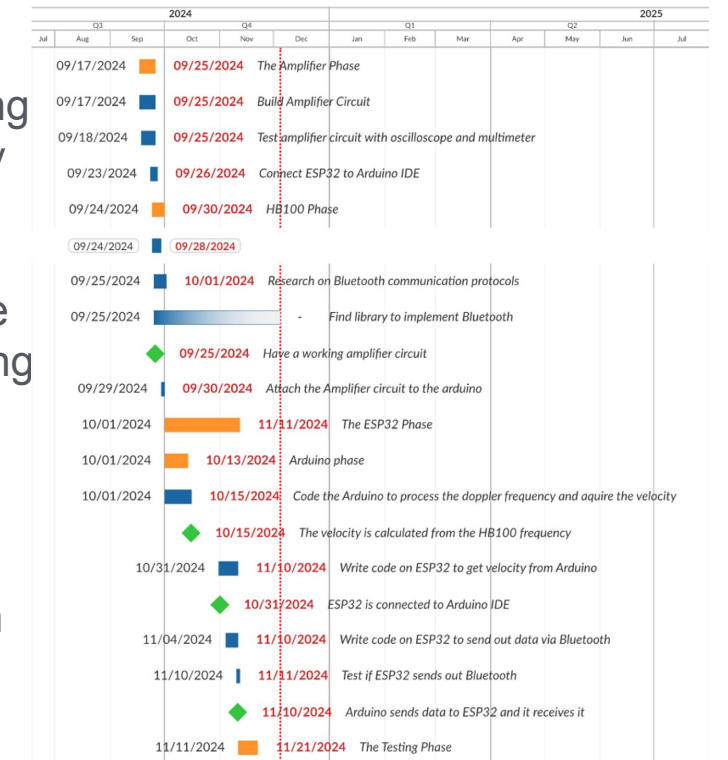 2024 2025
Q3 Q4 Q1 Q2
Jul Aug Sep Oct Nov Dec Jan Feb Mar Apr May Jun Jul
09/17/2024 09/25/2024 The Amplifier Phase
ng
09/17/2024 09/25/2024 Build Amplifier Circuit
09/18/2024 09/25/2024 Test amplifier circuit with oscilloscope and multimeter
09/23/2024 09/26/2024 Connect ESP32 to Arduino IDE
09/24/2024 09/30/2024 HB100 Phase
09/24/2024 09/28/2024
09/25/2024 10/01/2024 Research on Bluetooth communication protocols
e
09/25/2024 - Find library to implement Bluetooth
09/25/2024 Have a working amplifier circuit
ng
09/29/2024 09/30/2024 Attach the Amplifier circuit to the arduino
10/01/2024 11/11/2024 The ESP32 Phase
10/01/2024 10/13/2024 Arduino phase
10/01/2024 10/15/2024 Code the Arduino to process the doppler frequency and aquire the velocity
10/15/2024 The velocity is calculated from the HB100 frequency
10/31/2024 11/10/2024 Write code on ESP32 to get velocity from Arduino
10/31/2024 ESP32 is connected to Arduino IDE
11/04/2024 11/10/2024 Write code on ESP32 to send out data via Bluetooth
11/10/2024 11/11/2024 Test if ESP32 sends out Bluetooth
11/10/2024 Arduino sends data to ESP32 and it receives it
11/11/2024 11/21/2024 The Testing Phase